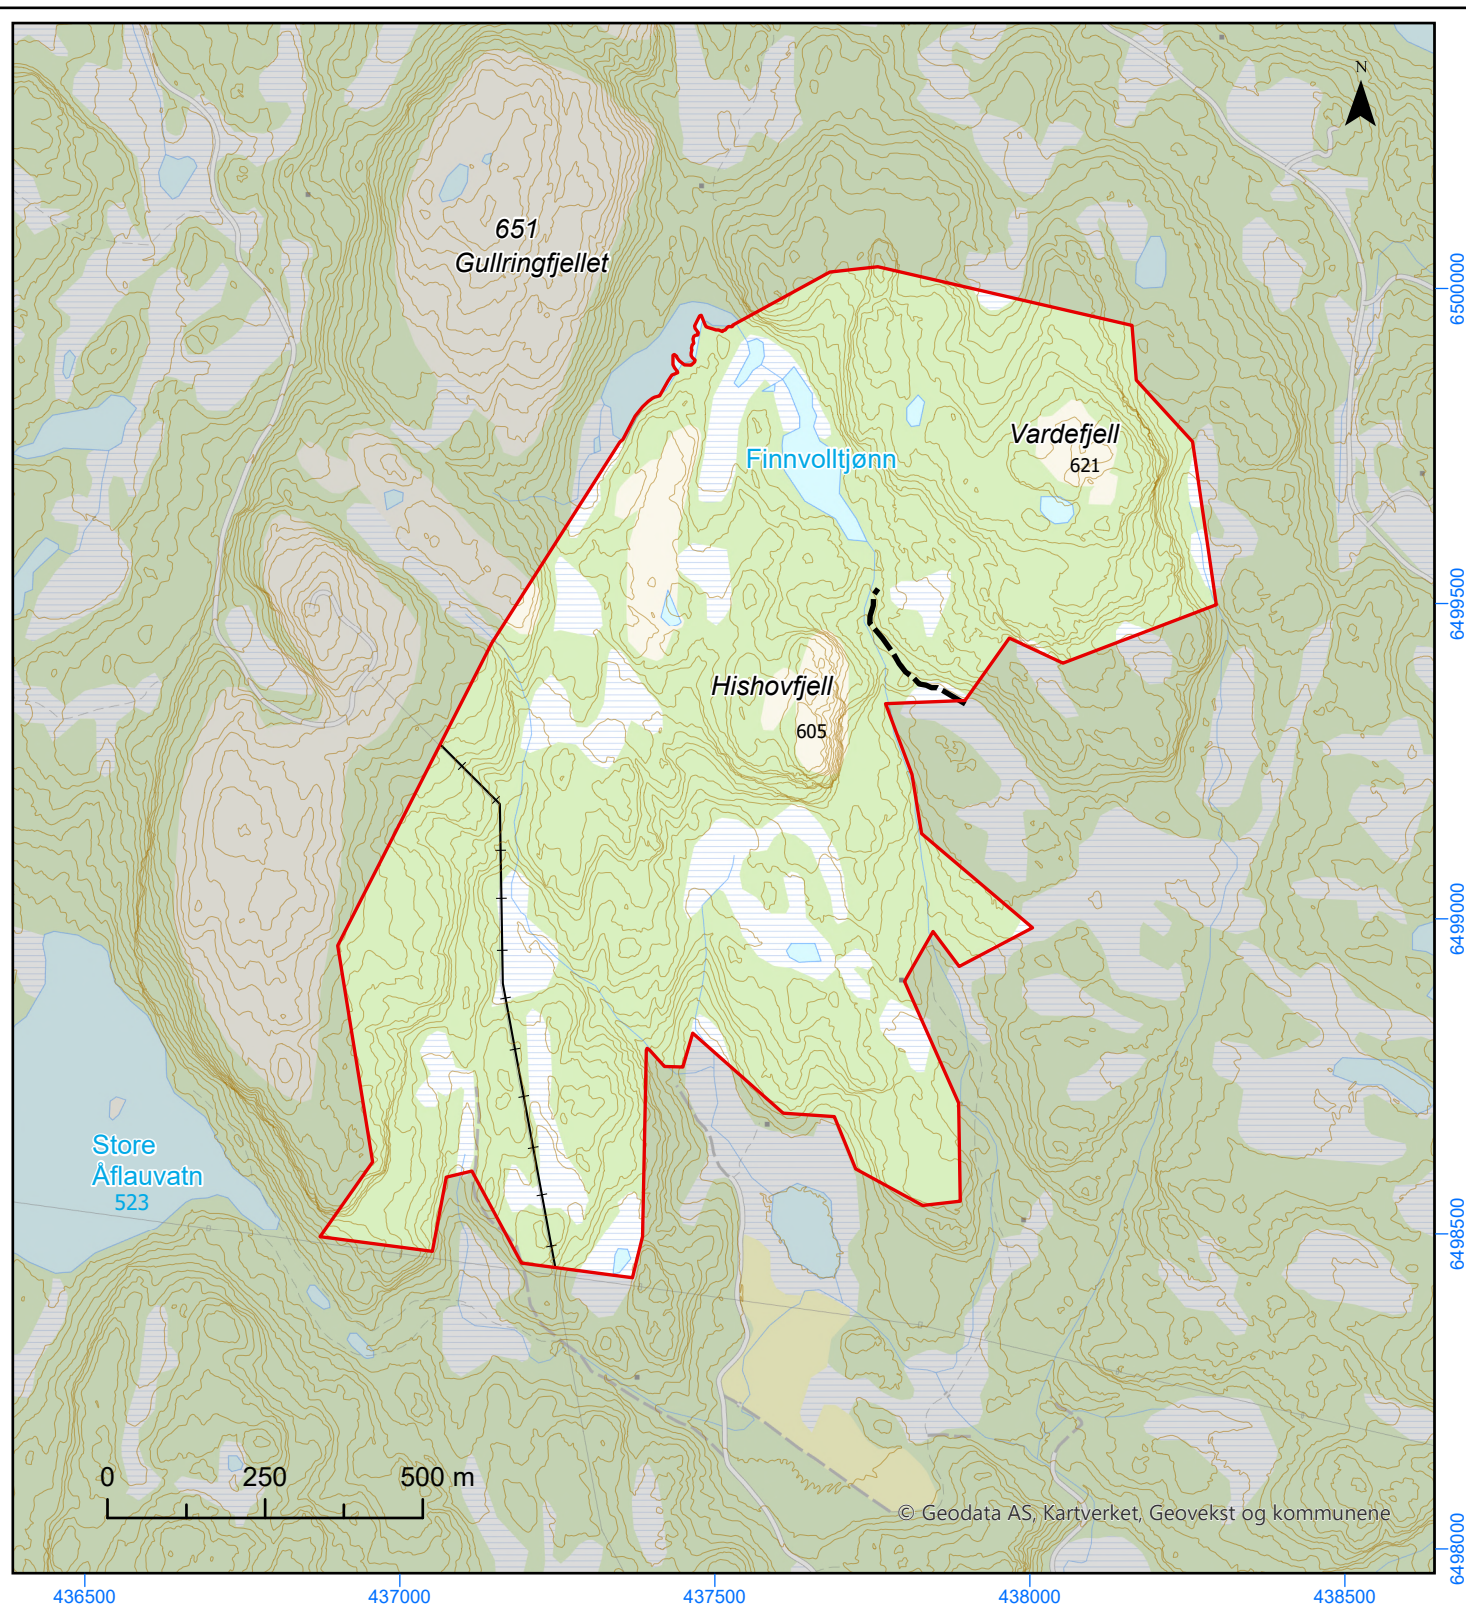 N
651
Gullringfjellet
6500000
Vardefjell
621
Finnvolltjønn
6499500
Hishovfjell
605
6499000
Store
Åflauvatn
523
6498500
0 250 500 m
© Geodata AS, Kartverket, Geovekst og kommunene
6498000
436500 437000 437500 438000 438500